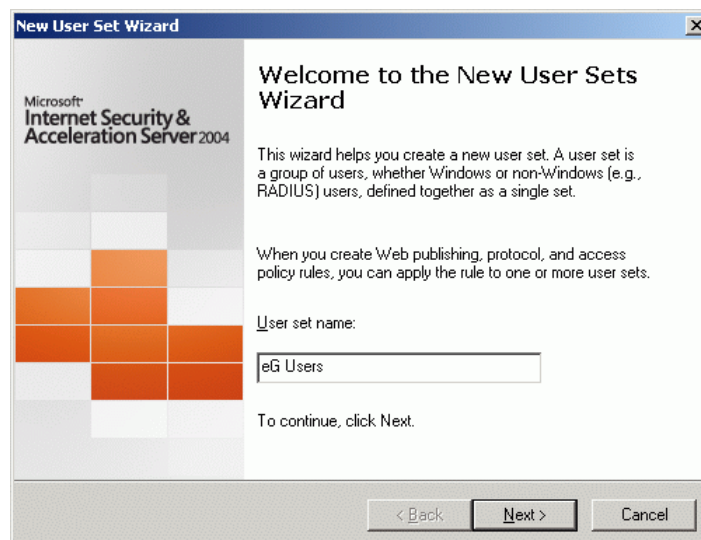 New User Set Wizard
Microsoft
Internet Security &
Acceleration Server 2004
Welcome to the New User Sets
Wizard
This wizard helps you create a new user set. A user set is
a group of users, whether Windows or non-Windows (e.g.,
RADIUS) users, defined together as a single set.
When you create Web publishing, protocol, and access
policy rules, you can apply the rule to one or more user sets.
User set name:
eG Users
To continue, click Next.
< Back
Next >
Cancel